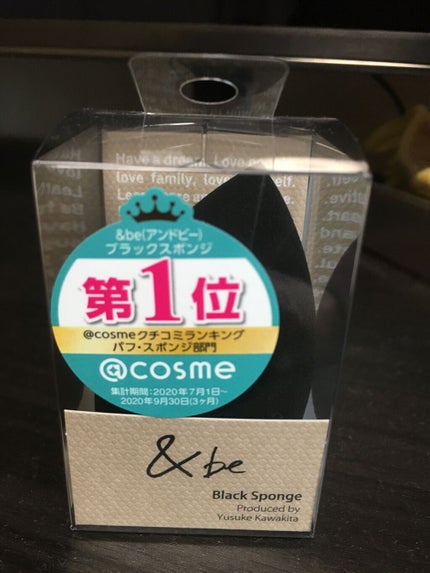 Have a dream. Love
love family, love
self.
&be(アンドビー)
ブラックスポンジ
第1位
@cosmeクチコミランキング
パフ・スポンジ部門
@cosme
集計期間:2020年7月1日〜
2020年9月30日(3ヶ月)
&be
Black Sponge
Produced by
Yusuke Kawakita